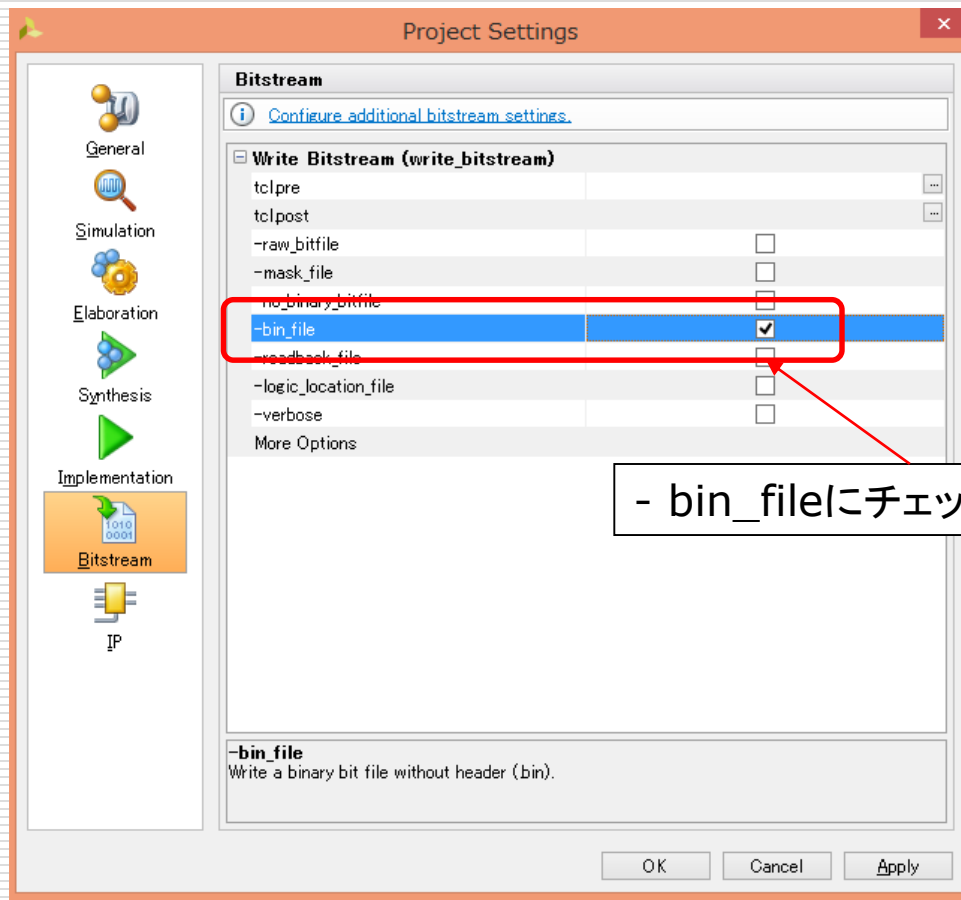 Project Settings
×
General
Simulation
Elaboration
Synthesis
Implementation
1010
0001
Bitstream
IP
Bitstream
i Configure additional bitstream settings.
Write Bitstream (write_bitstream)
tcl.pre
...
tcl.post
...
-raw_bitfile
-mask_file
-no_binary_bitfile
-bin_file
-readback_file
-logic_location_file
-verbose
More Options
- bin_fileにチェッ
-bin_file
Write a binary bit file without header (.bin).
OK Cancel Apply